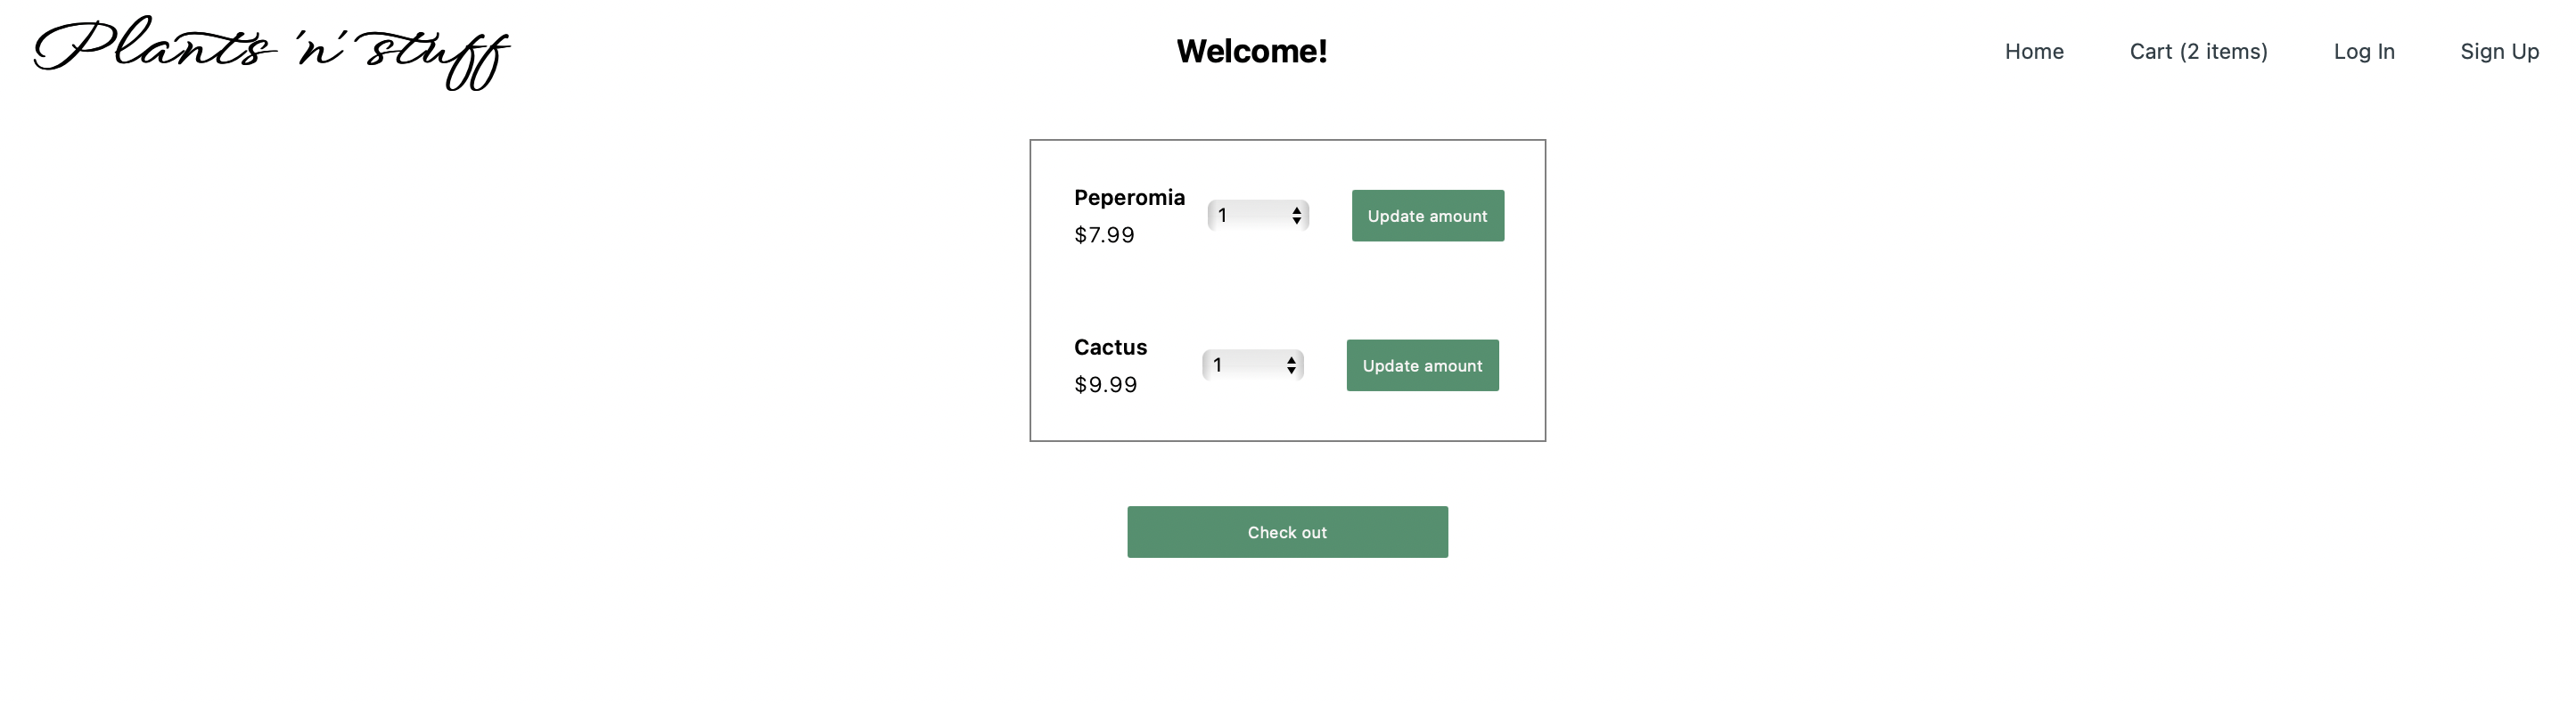 Plants 'n' stuff
Welcome!
Home
Cart (2 items)
Log In
Sign Up
Peperomia
$7.99
1
Update amount
Cactus
$9.99
1
Update amount
Check out